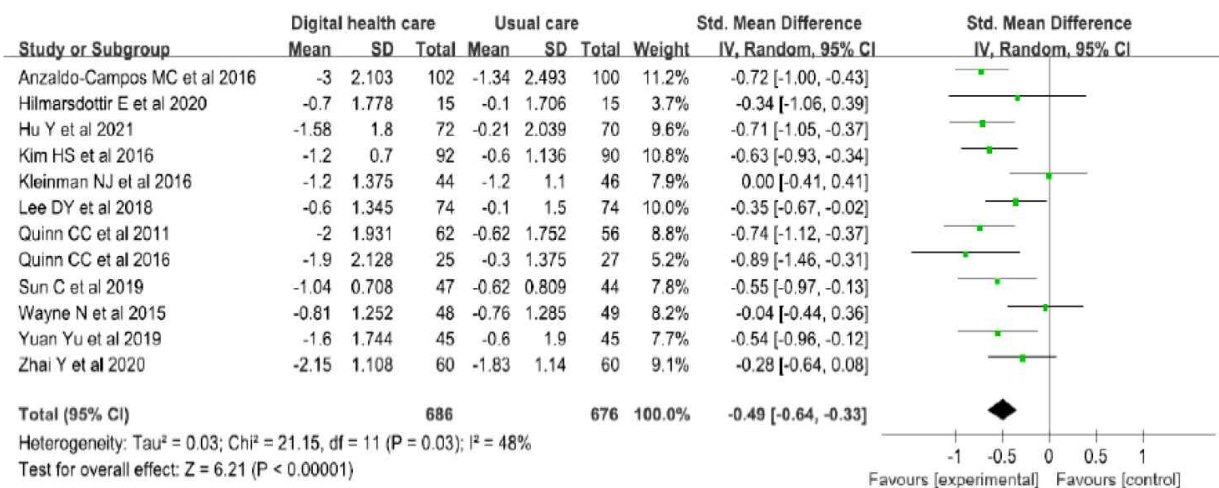 Digital health care Usual care Std. Mean Difference Std. Mean Difference
Study or Subgroup Mean SD Total Mean SD Total Weight IV, Random, 95% CI IV, Random, 95% CI
Anzaldo-Campos MC et al 2016 -3 2.103 102 -1.34 2.493 100 11.2% -0.72 [-1.00, -0.43]
Hilmarsdottir E et al 2020 -0.7 1.778 15 -0.1 1.706 15 3.7% -0.34 [-1.06, 0.39]
Hu Y et al 2021 -1.58 1.8 72 -0.21 2.039 70 9.6% -0.71 [-1.05, -0.37]
Kim HS et al 2016 -1.2 0.7 92 -0.6 1.136 90 10.8% -0.63 [-0.93, -0.34]
Kleinman NJ et al 2016 -1.2 1.375 44 -1.2 1.1 46 7.9% 0.00 [-0.41, 0.41]
Lee DY et al 2018 -0.6 1.345 74 -0.1 1.5 74 10.0% -0.35 [-0.67, -0.02]
Quinn CC et al 2011 -2 1.931 62 -0.62 1.752 56 8.8% -0.74 [-1.12, -0.37]
Quinn CC et al 2016 -1.9 2.128 25 -0.3 1.375 27 5.2% -0.89 [-1.46, -0.31]
Sun C et al 2019 -1.04 0.708 47 -0.62 0.809 44 7.8% -0.55 [-0.97, -0.13]
Wayne N et al 2015 -0.81 1.252 48 -0.76 1.285 49 8.2% -0.04 [-0.44, 0.36]
Yuan Yu et al 2019 -1.6 1.744 45 -0.6 1.9 45 7.7% -0.54 [-0.96, -0.12]
Zhai Y et al 2020 -2.15 1.108 60 -1.83 1.14 60 9.1% -0.28 [-0.64, 0.08]
Total (95% CI) 686 676 100.0% -0.49 [-0.64, -0.33]
Heterogeneity: Tau² = 0.03; Chi² = 21.15, df = 11 (P = 0.03); I² = 48%
Test for overall effect: Z = 6.21 (P < 0.00001)
-1 -0.5 0 0.5 1
Favours [experimental] Favours [control]